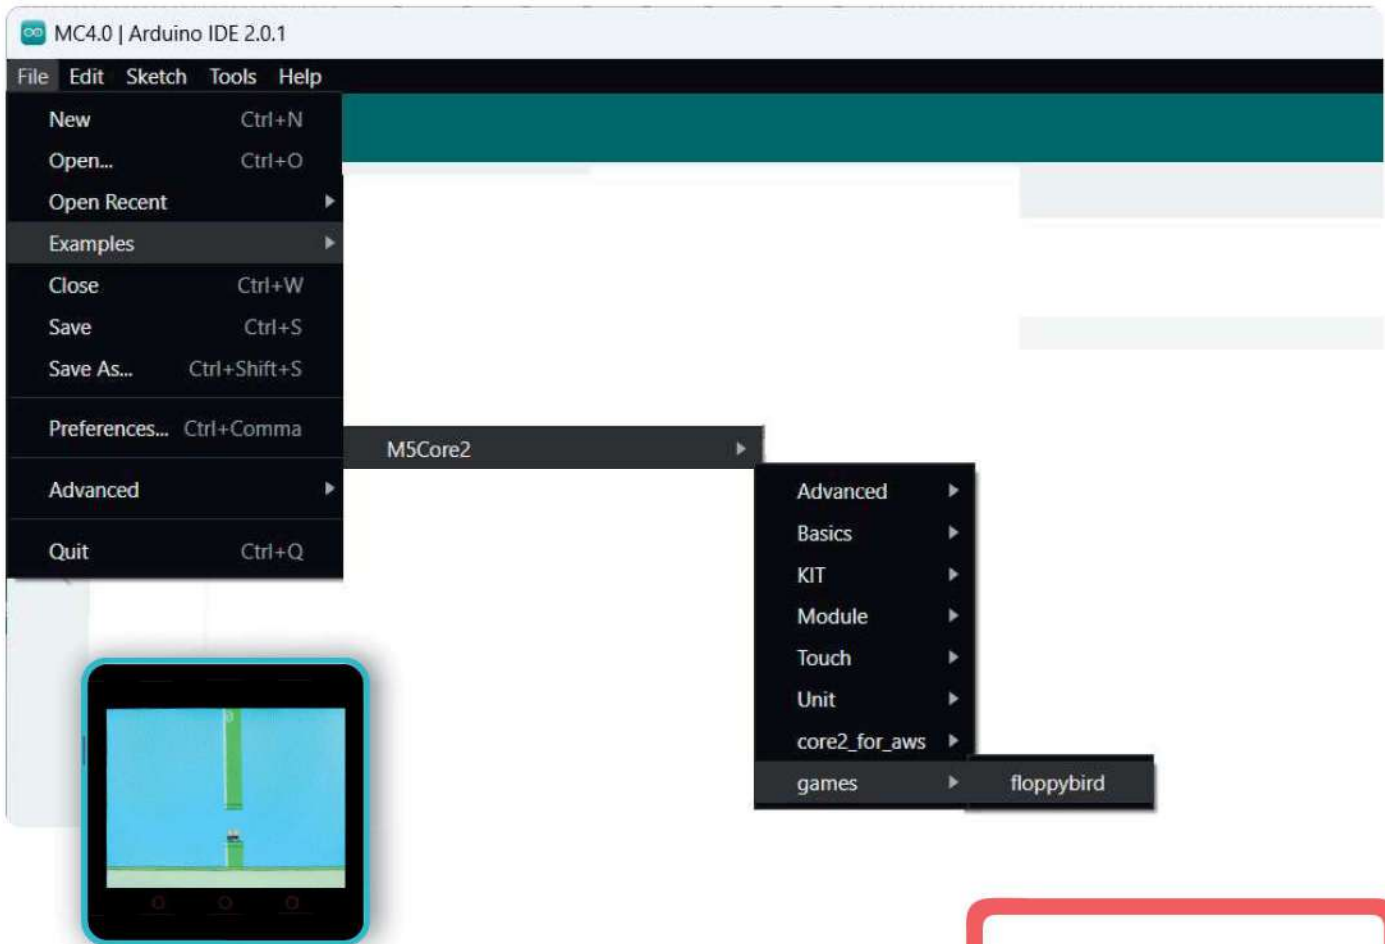 MC4.0 | Arduino IDE 2.0.1
File Edit Sketch Tools Help
New Ctrl+N
Open... Ctrl+O
Open Recent
Examples
Close Ctrl+W
Save Ctrl+S
Save As... Ctrl+Shift+S
Preferences... Ctrl+Comma
Advanced
Quit Ctrl+Q
M5Core2
Advanced
Basics
KIT
Module
Touch
Unit
core2_for_aws
games
floppybird
0